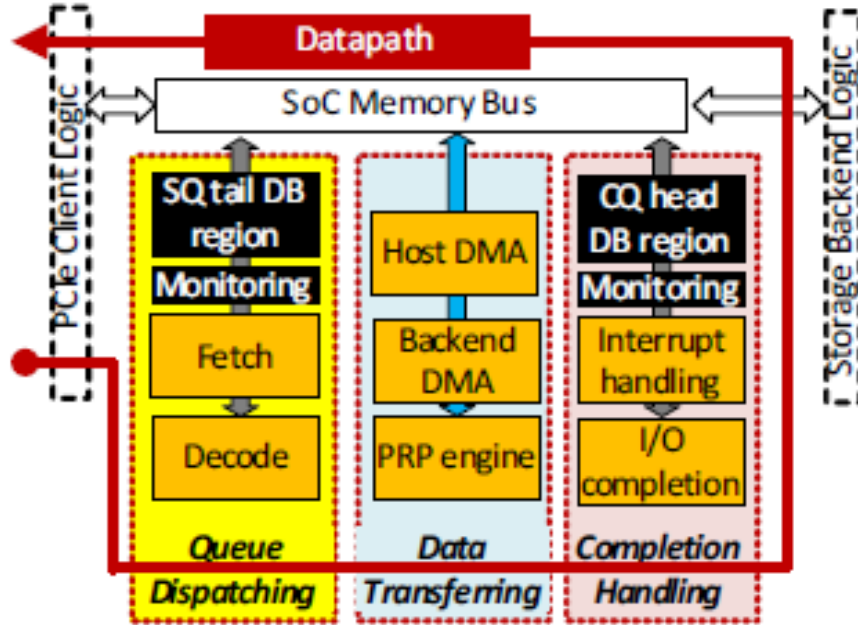 Datapath
PCIe Client Logic
SoC Memory Bus
Storage Backend Logic
SQ tail DB
region
Monitoring
Fetch
Decode
Queue
Dispatching
Host DMA
Backend
DMA
PRP engine
Data
Transferring
CQ head
DB region
Monitoring
Interrupt
handling
I/O
completion
Completion
Handling